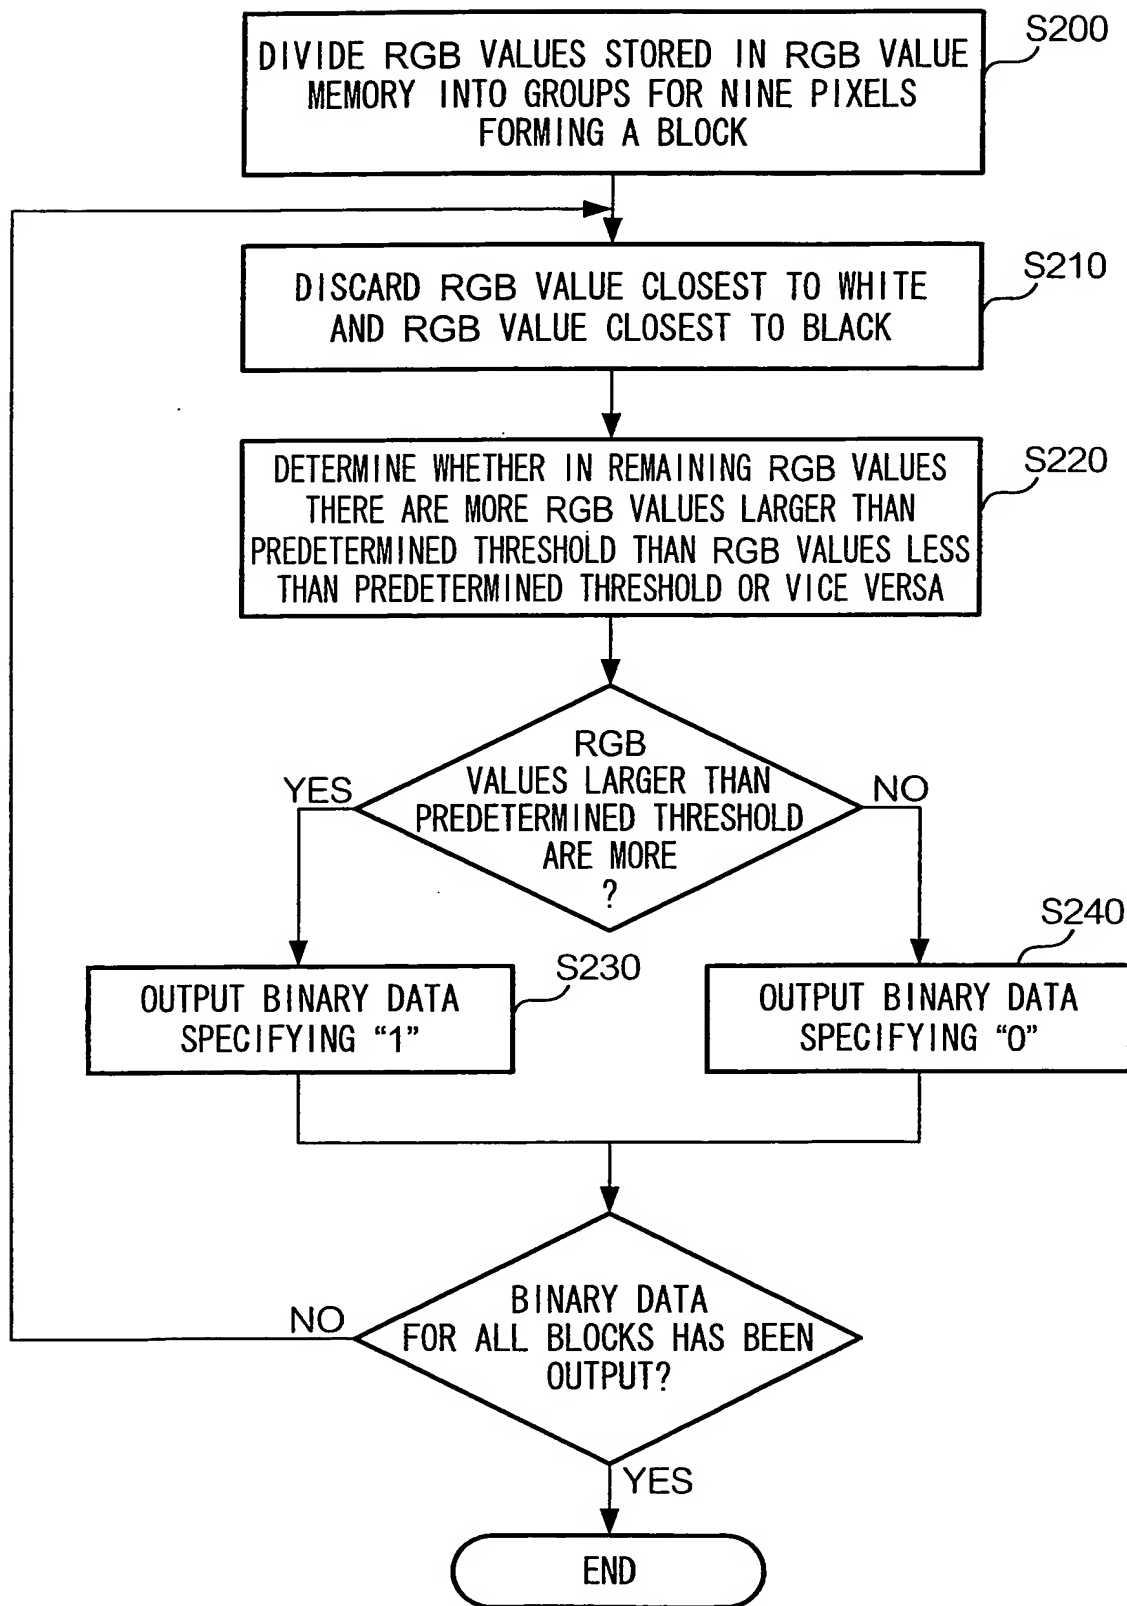 S200
DIVIDE RGB VALUES STORED IN RGB VALUE
MEMORY INTO GROUPS FOR NINE PIXELS
FORMING A BLOCK
S210
DISCARD RGB VALUE CLOSEST TO WHITE
AND RGB VALUE CLOSEST TO BLACK
S220
DETERMINE WHETHER IN REMAINING RGB VALUES
THERE ARE MORE RGB VALUES LARGER THAN
PREDETERMINED THRESHOLD THAN RGB VALUES LESS
THAN PREDETERMINED THRESHOLD OR VICE VERSA
RGB
VALUES LARGER THAN
PREDETERMINED THRESHOLD
ARE MORE
?
YES
NO
S230
OUTPUT BINARY DATA
SPECIFYING “1”
S240
OUTPUT BINARY DATA
SPECIFYING “0”
BINARY DATA
FOR ALL BLOCKS HAS BEEN
OUTPUT?
NO
YES
END